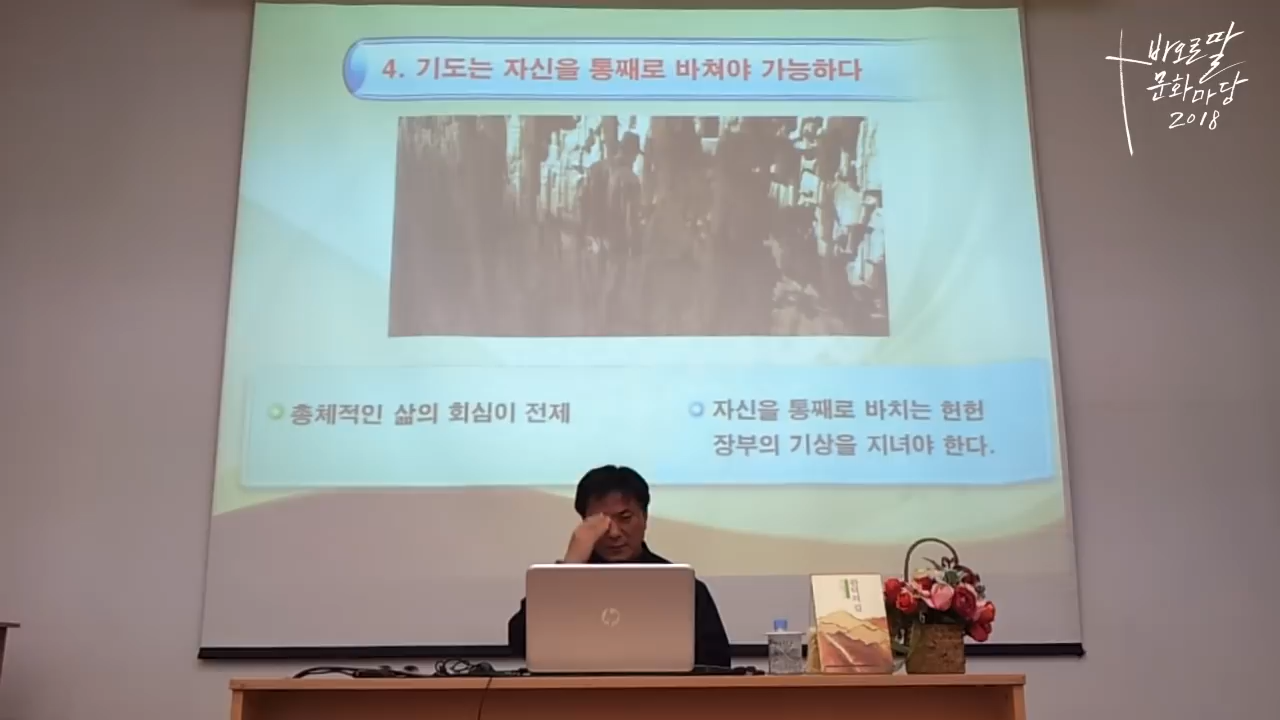 4. 기도는 자신을 통째로 바쳐야 가능하다
바오로딸
문화마당
2018
총체적인 삶의 회심이 전제
자신을 통째로 바치는 헌헌
장부의 기상을 지녀야 한다.
hp